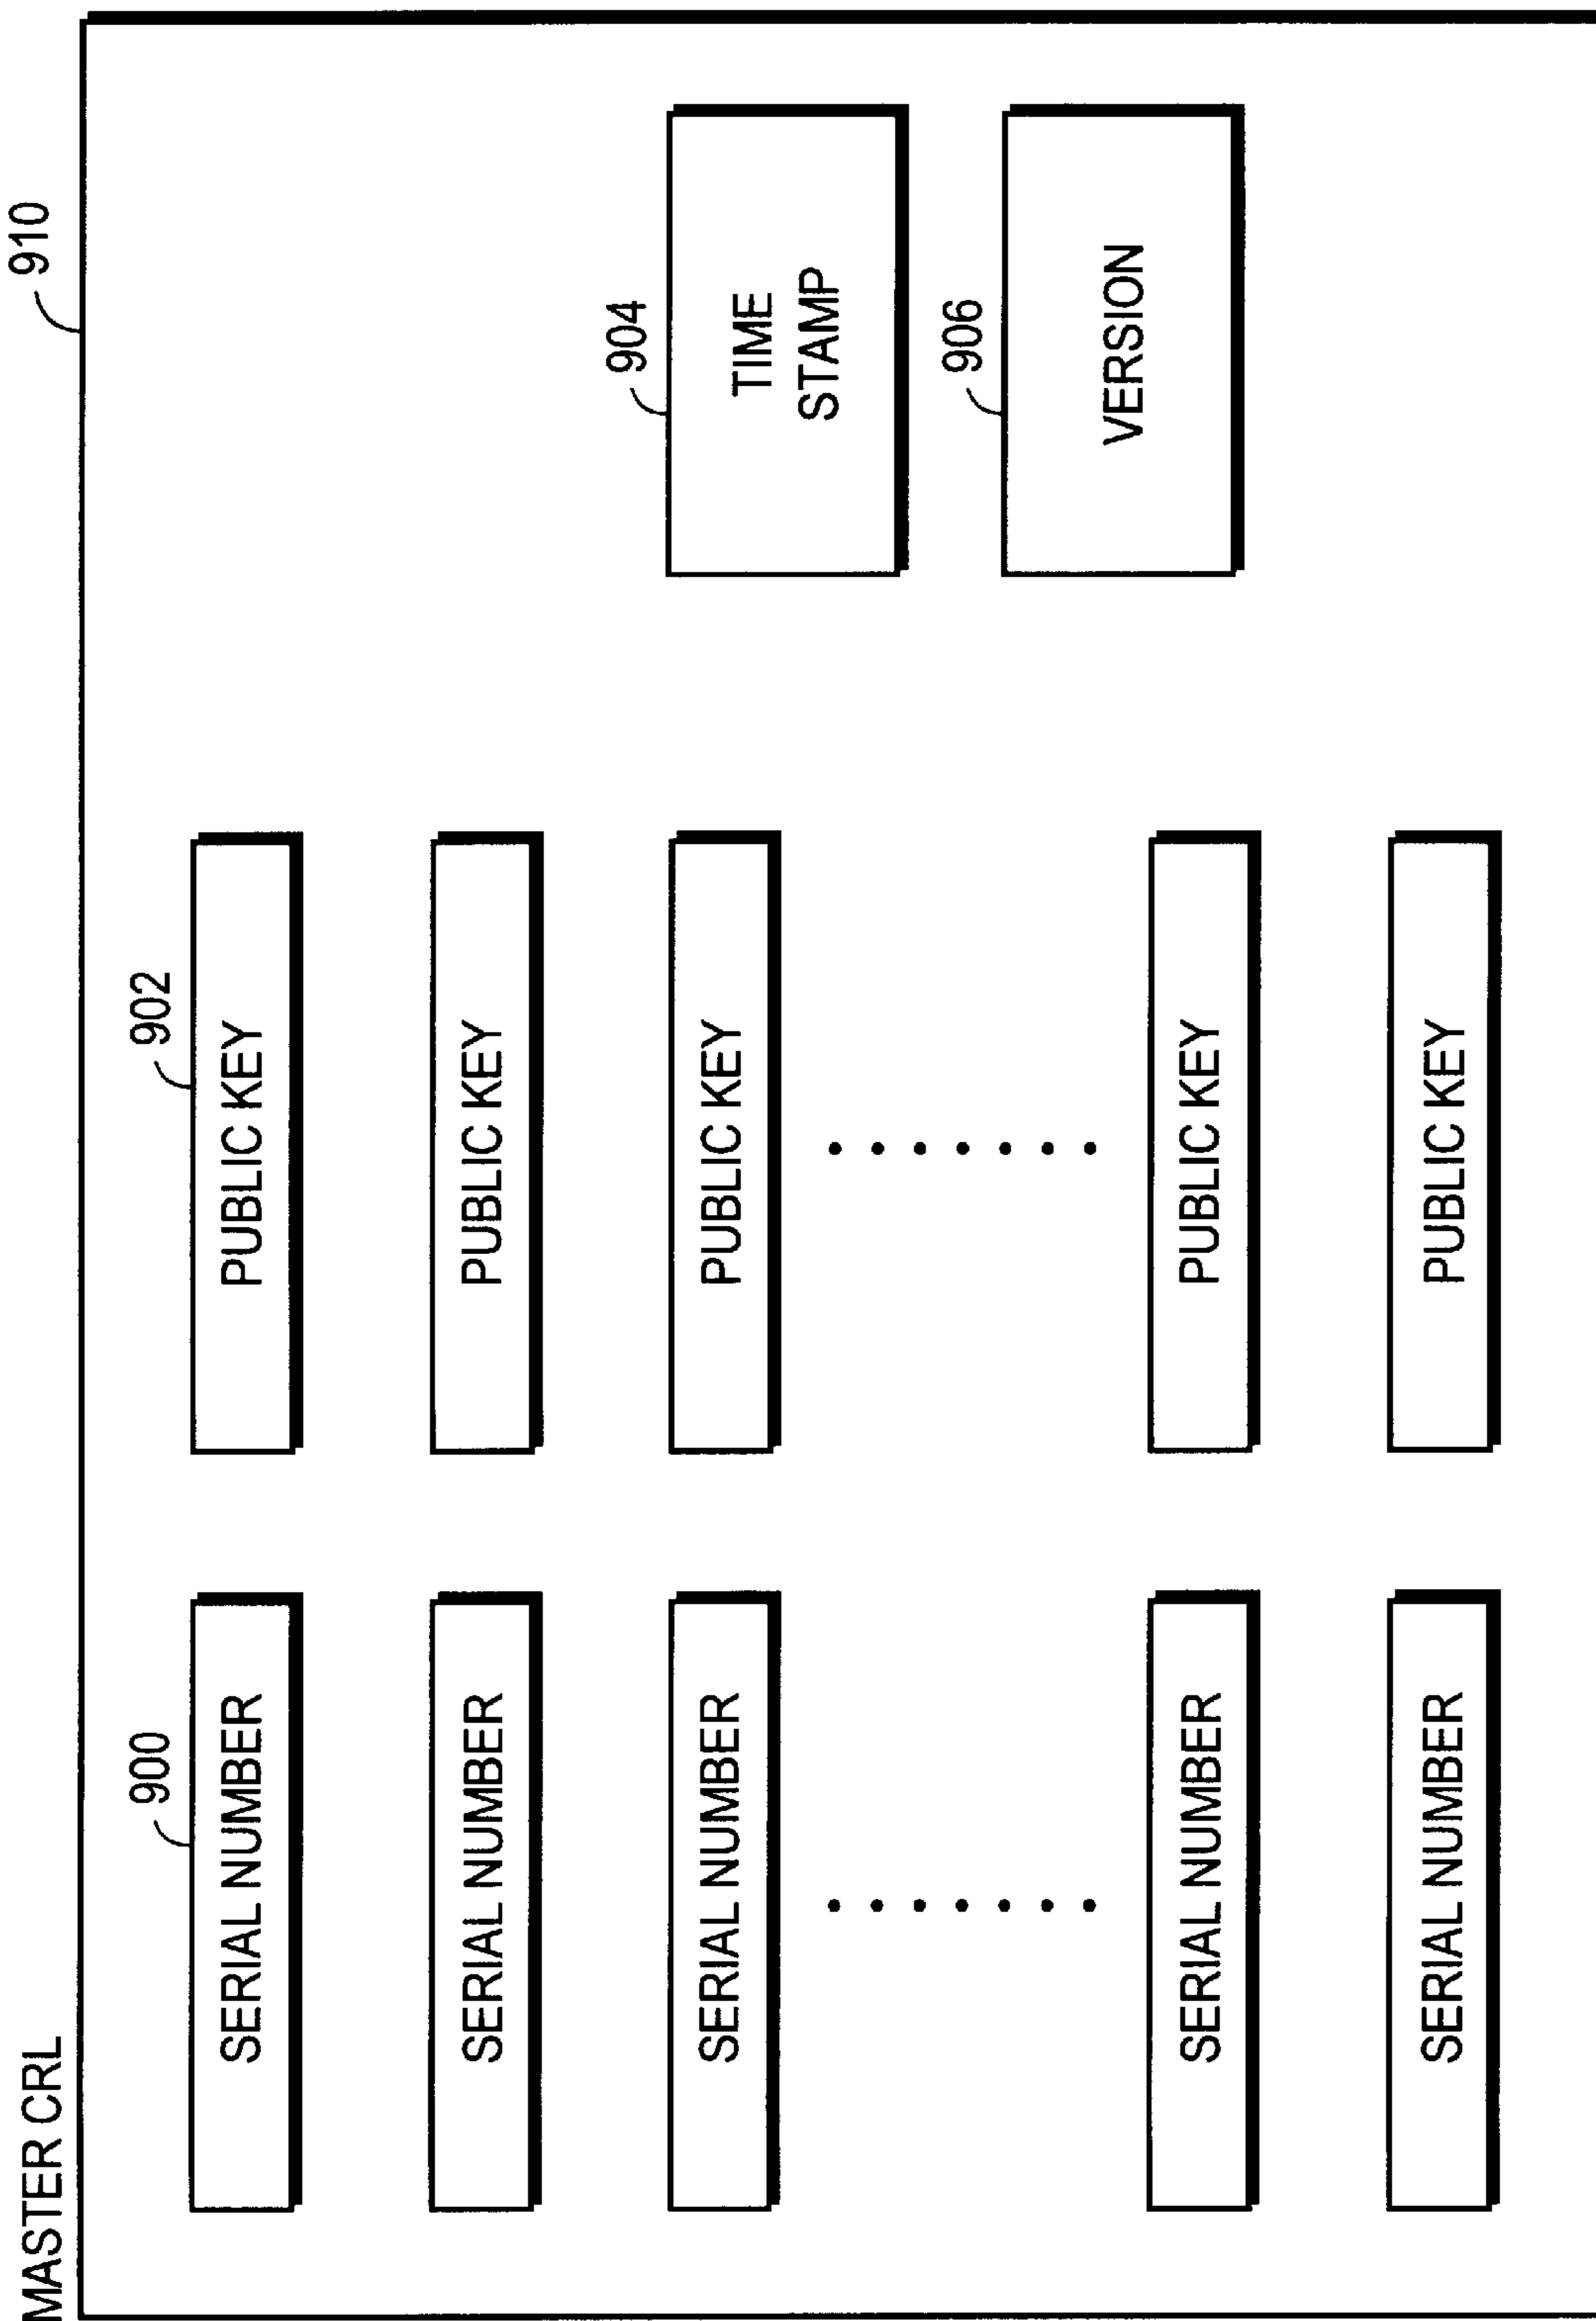 MASTER CRL
910
900
902
SERIAL NUMBER
PUBLIC KEY
SERIAL NUMBER
PUBLIC KEY
SERIAL NUMBER
PUBLIC KEY
904
TIME
STAMP
906
VERSION
SERIAL NUMBER
PUBLIC KEY
SERIAL NUMBER
PUBLIC KEY